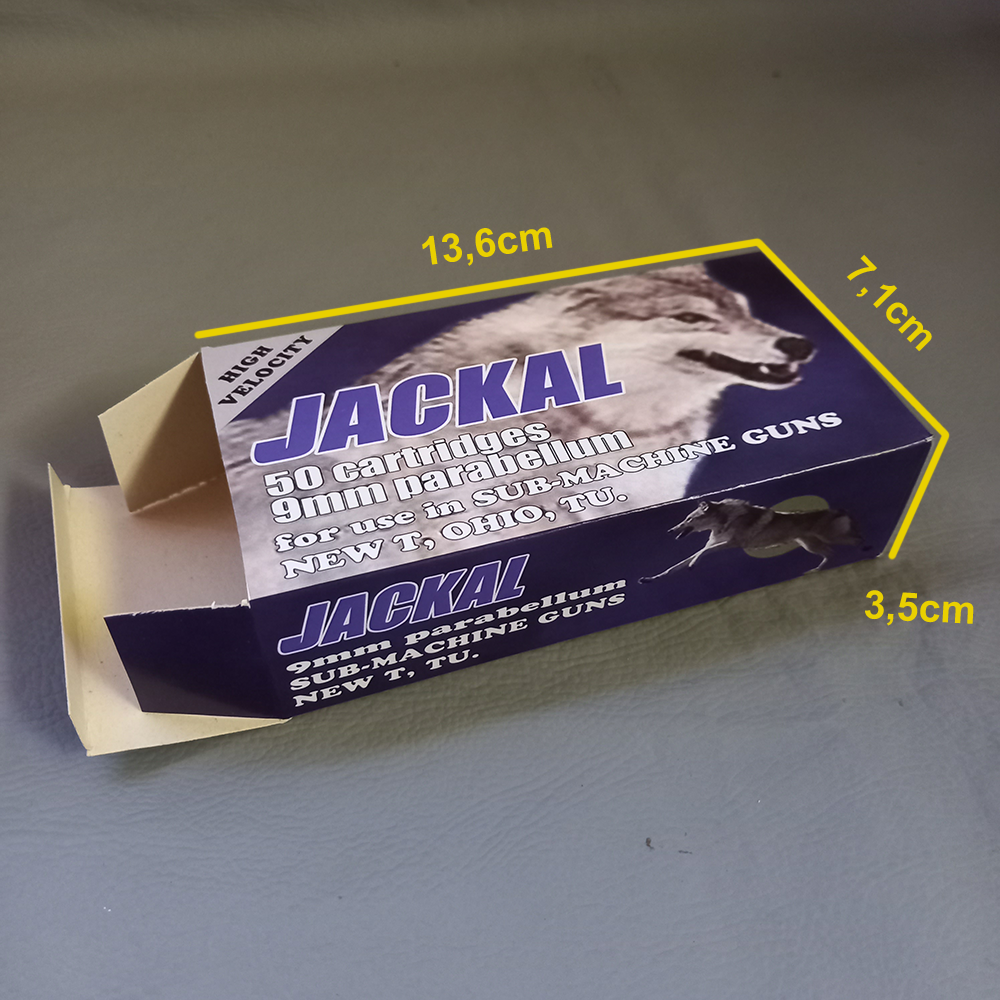 13,6cm
7,1cm
3,5cm
HIGH
VELOCITY
JACKAL
50 cartridges
9mm parabellum
for use in SUB-MACHINE GUNS
NEW T, OHIO, TU.
JACKAL
9mm Parabellum
SUB-MACHINE GUNS
NEW T, TU.